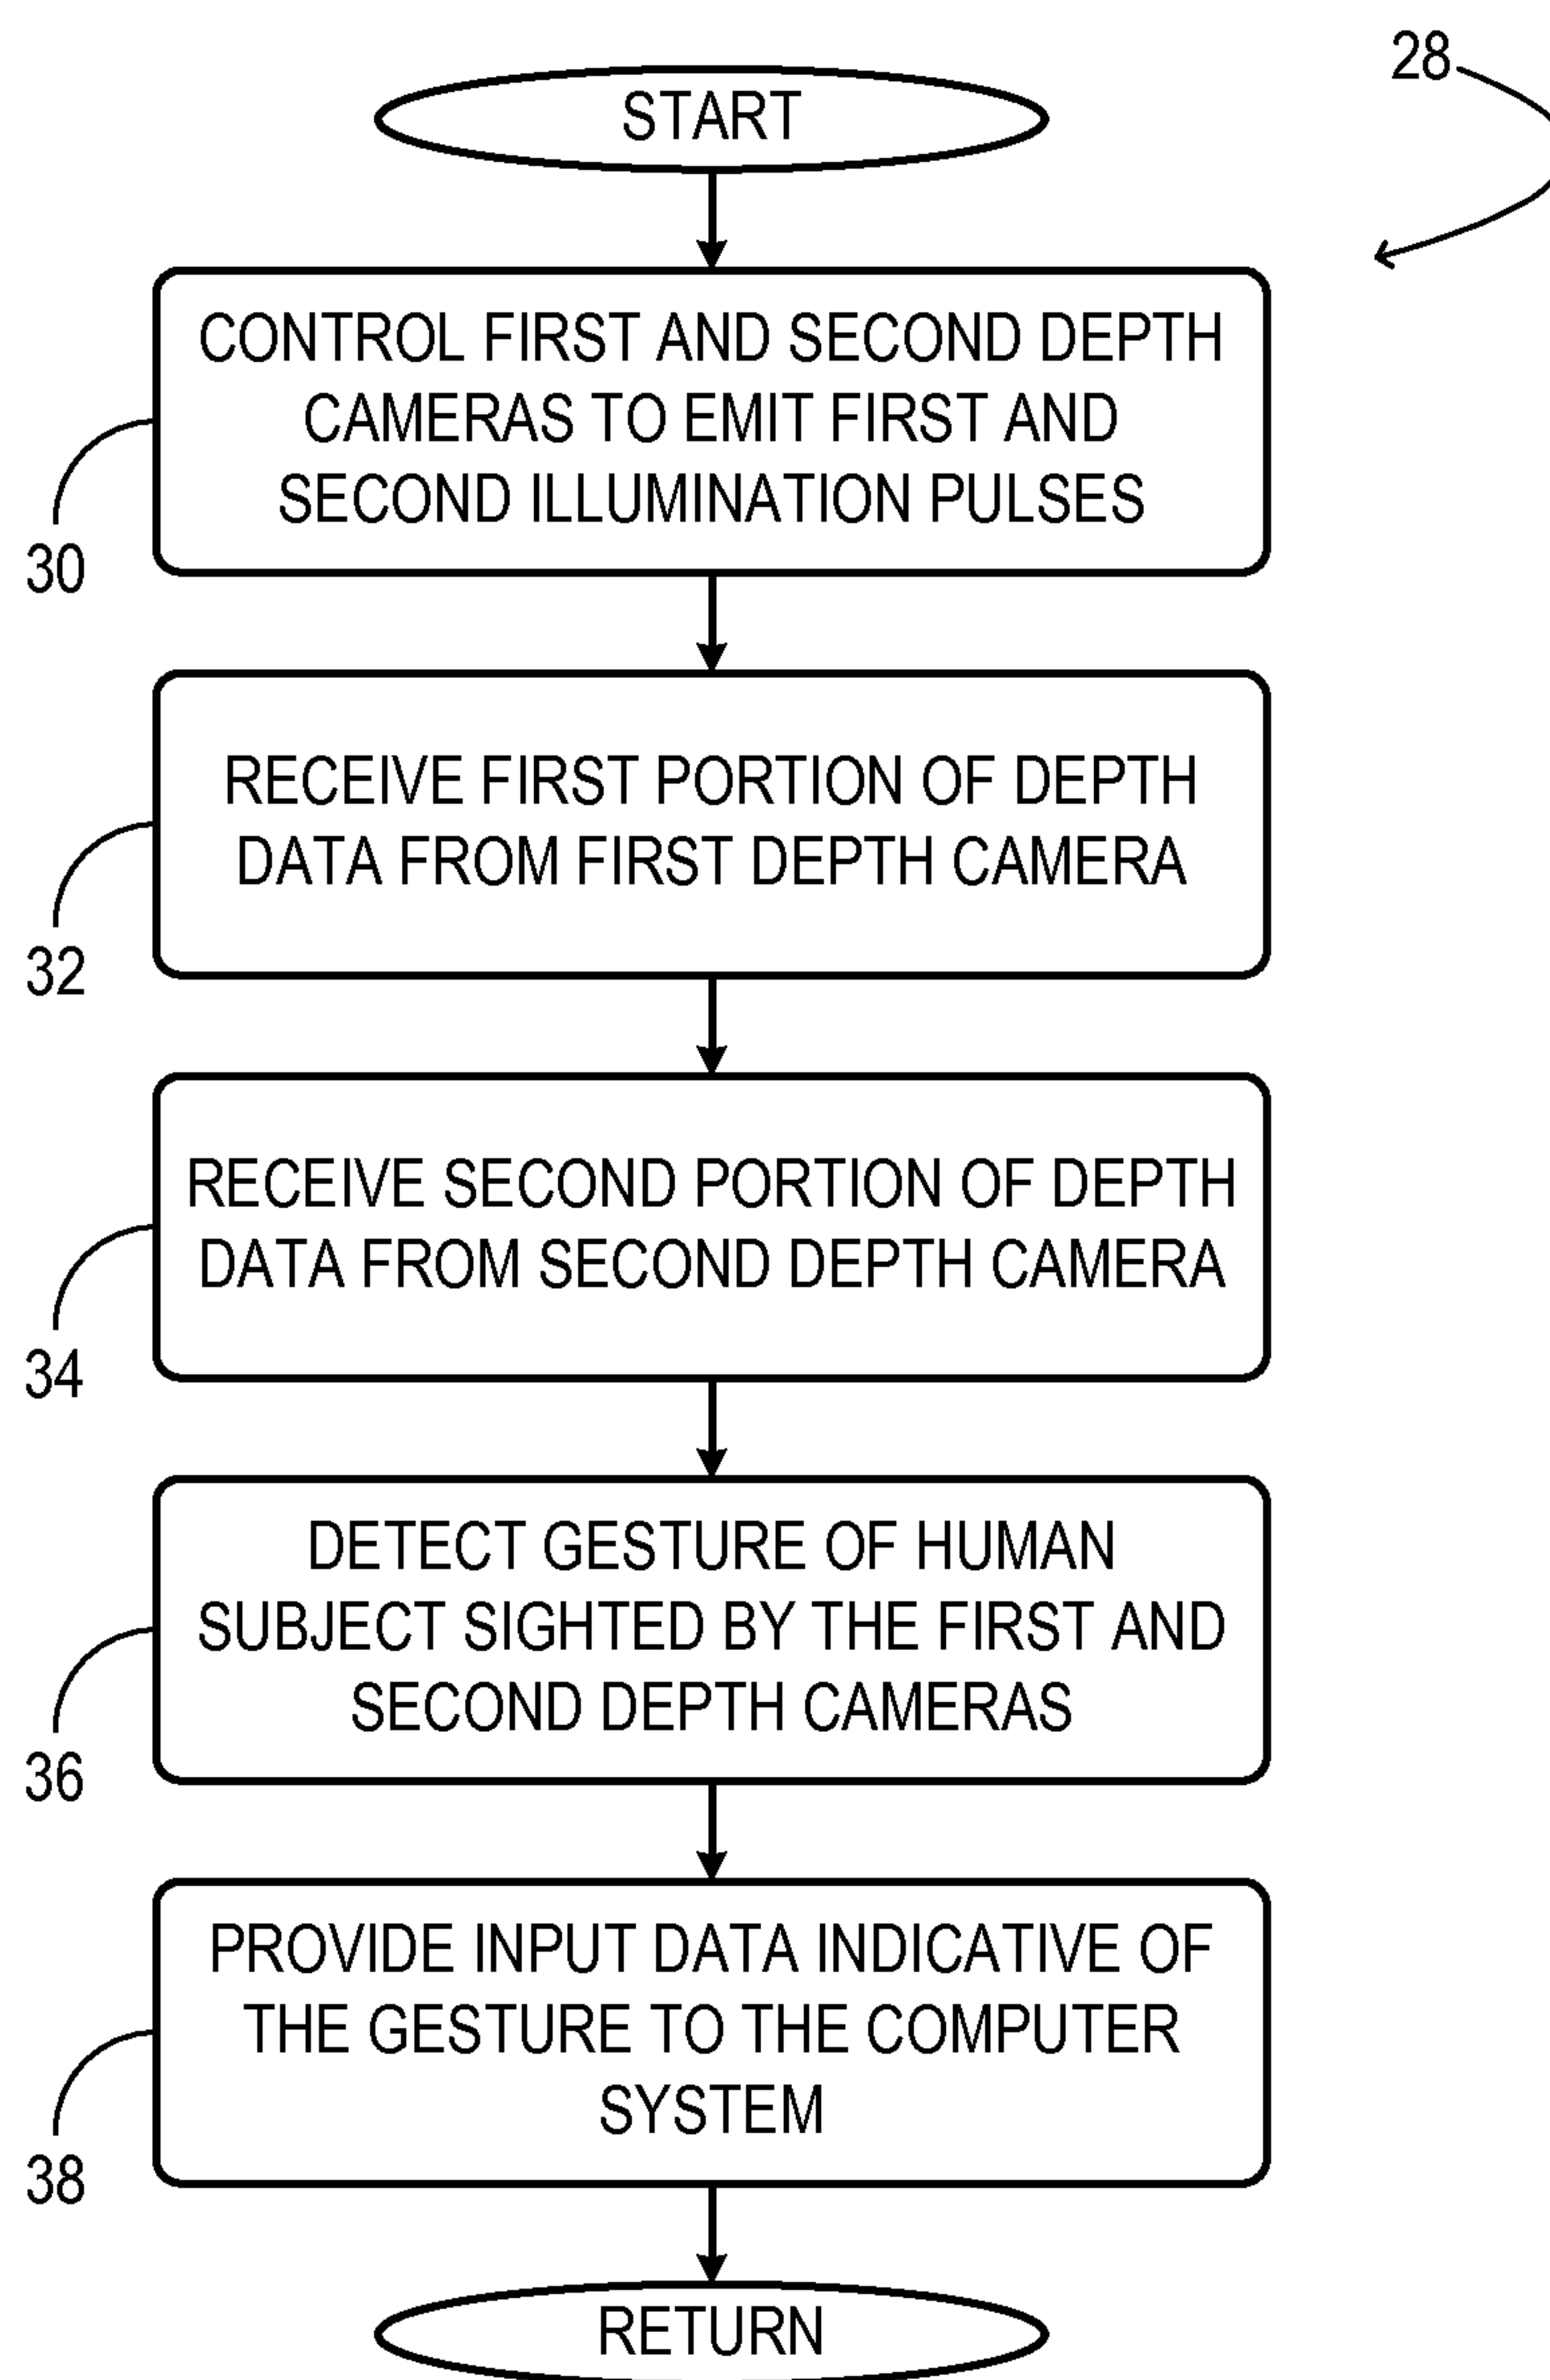 28
START
CONTROL FIRST AND SECOND DEPTH
CAMERAS TO EMIT FIRST AND
SECOND ILLUMINATION PULSES
30
RECEIVE FIRST PORTION OF DEPTH
DATA FROM FIRST DEPTH CAMERA
32
RECEIVE SECOND PORTION OF DEPTH
DATA FROM SECOND DEPTH CAMERA
34
DETECT GESTURE OF HUMAN
SUBJECT SIGHTED BY THE FIRST AND
SECOND DEPTH CAMERAS
36
PROVIDE INPUT DATA INDICATIVE OF
THE GESTURE TO THE COMPUTER
SYSTEM
38
RETURN